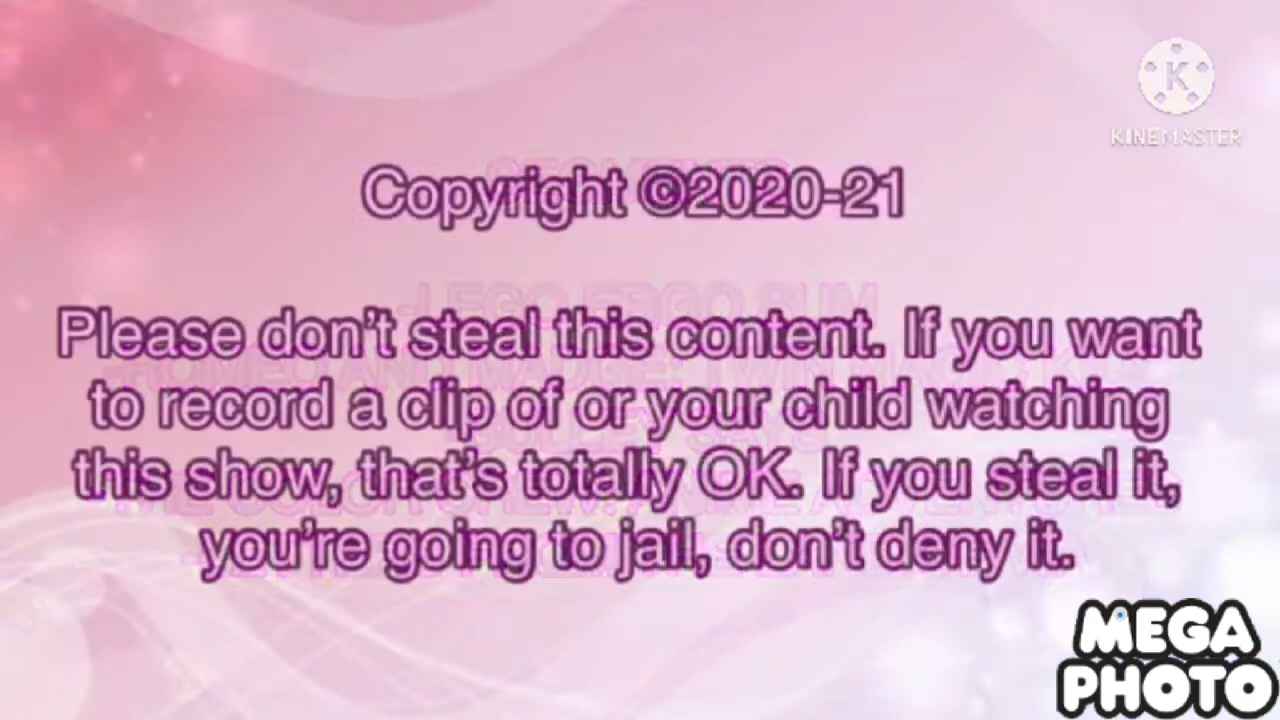 KINEMASTER
Copyright ©2020-21
Please don't steal this content. If you want
to record a clip of or your child watching
this show, that's totally OK. If you steal it,
you're going to jail, don't deny it.
MEGA
PHOTO